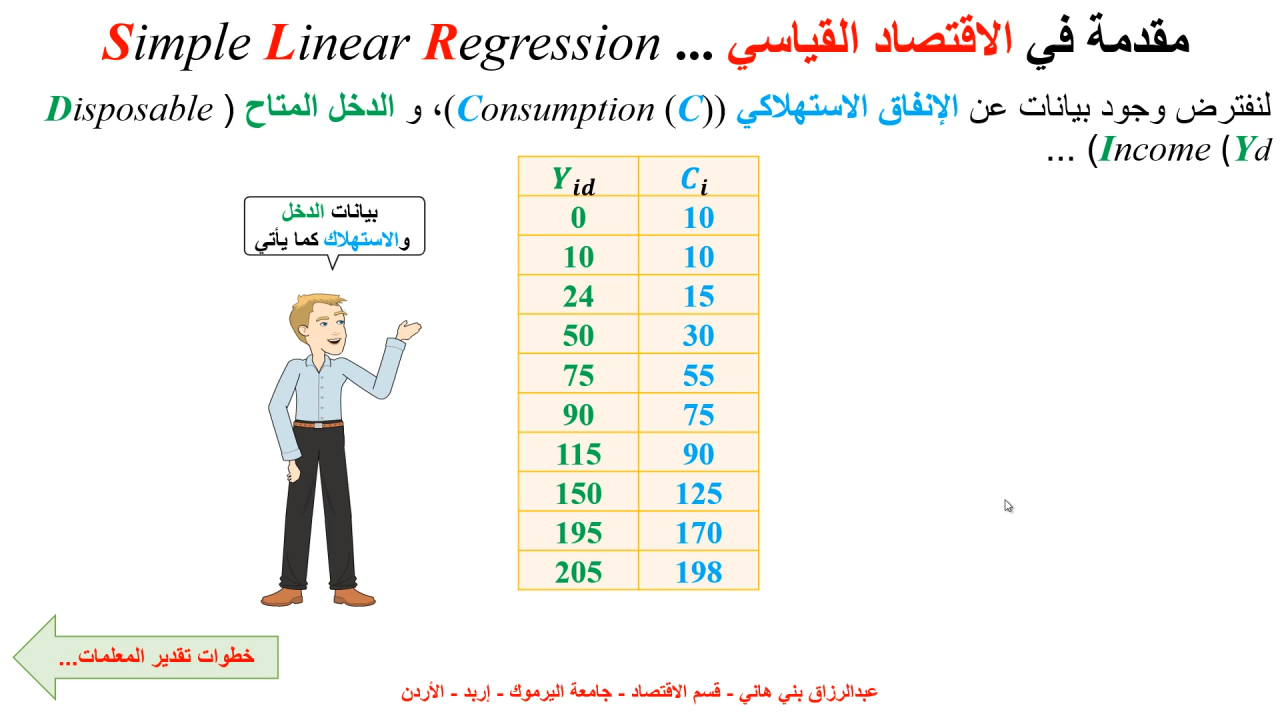 مقدمة في الاقتصاد القياسي ... Simple Linear Regression
لنفترض وجود بيانات عن الإنفاق الاستهلاكي (Consumption (C))، و الدخل المتاح (Disposable
Income (Yd) ...
بيانات الدخل
والاستهلاك كما يأتي
Y_id C_i
0 10
10 10
24 15
50 30
75 55
90 75
115 90
150 125
195 170
205 198
خطوات تقدير المعلمات...
عبدالرزاق بني هاني - قسم الاقتصاد - جامعة اليرموك - إربد - الأردن